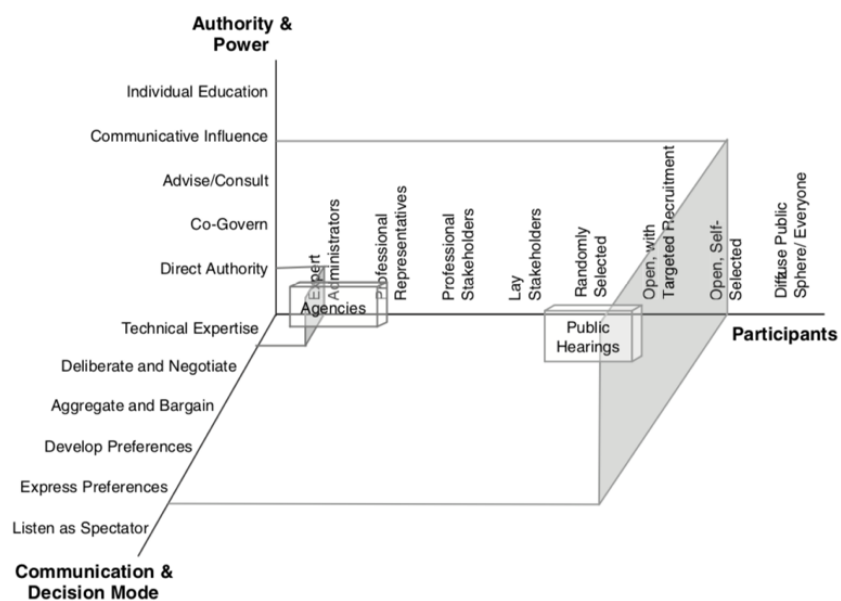 Authority &
Power
Individual Education
Communicative Influence
Advise/Consult
Co-Govern
Direct Authority
Expert
Administrators
Professional
Representatives
Professional
Stakeholders
Lay
Stakeholders
Randomly
Selected
Open, with
Targeted Recruitment
Open, Self-
Selected
Diffuse Public
Sphere/ Everyone
Agencies
Public
Hearings
Participants
Technical Expertise
Deliberate and Negotiate
Aggregate and Bargain
Develop Preferences
Express Preferences
Listen as Spectator
Communication &
Decision Mode